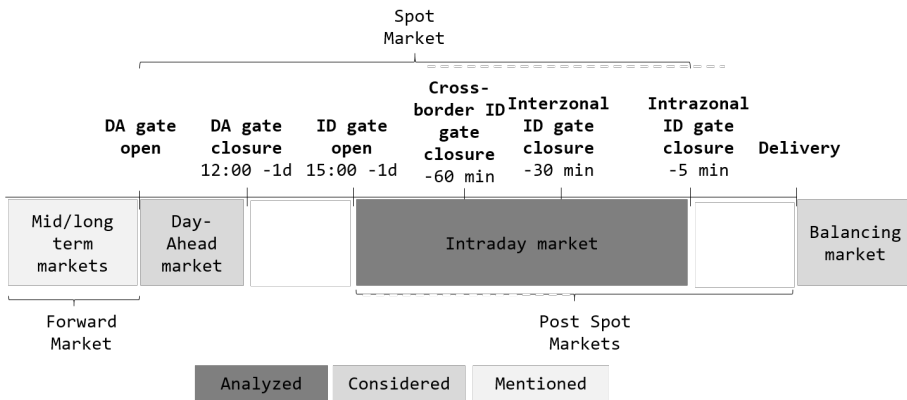 Spot
Market
DA gate
open
DA gate
closure
12:00 -1d
ID gate
open
15:00 -1d
Cross-
border ID
gate
closure
-60 min
Interzonal
ID gate
closure
-30 min
Intrazonal
ID gate
closure
-5 min
Delivery
Mid/long
term
markets
Day-
Ahead
market
Intraday market
Balancing
market
Forward
Market
Post Spot
Markets
Analyzed
Considered
Mentioned